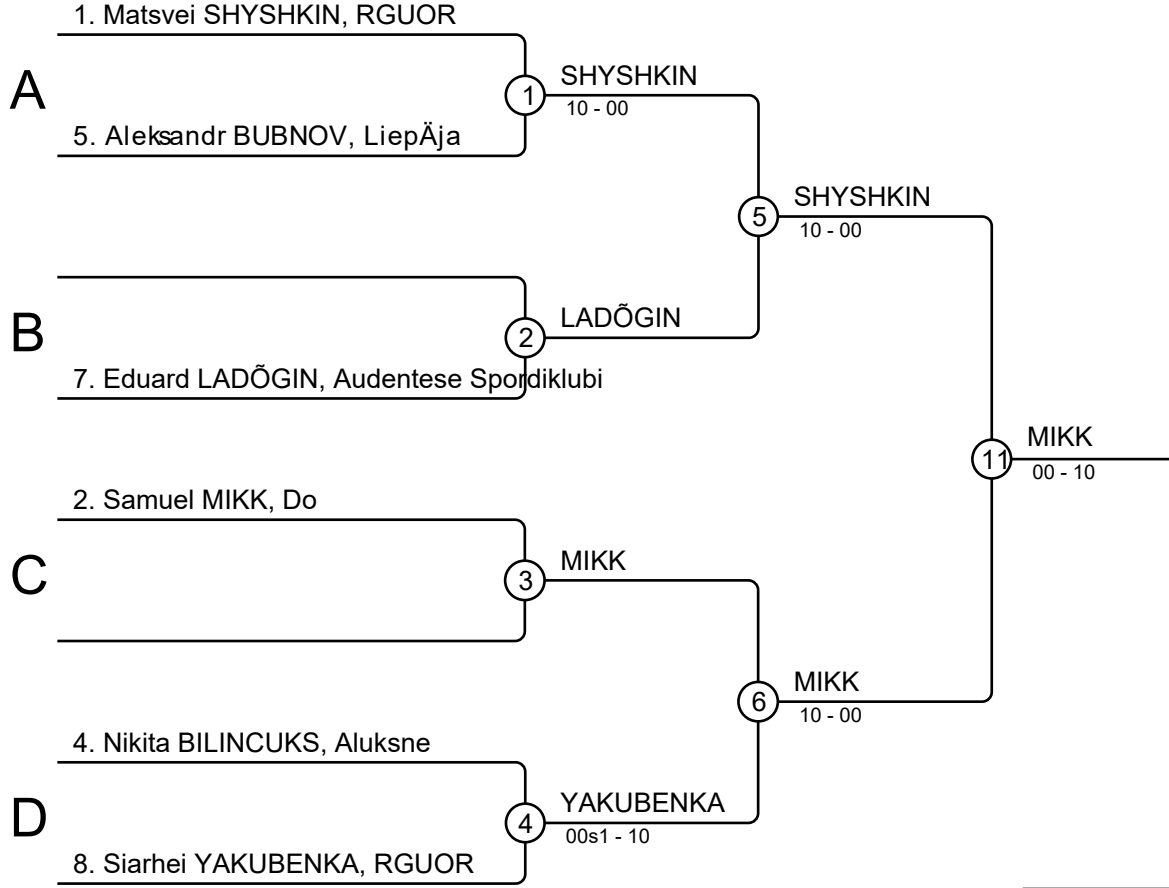 1. Matsvei SHYSHKIN, RGUOR
A
1
SHYSHKIN
10 - 00
5. Aleksandr BUBNOV, LiepÄja
5
SHYSHKIN
10 - 00
B
2
LADÕGIN
7. Eduard LADÕGIN, Audentese Spordiklubi
11
MIKK
00 - 10
2. Samuel MIKK, Do
C
3
MIKK
6
MIKK
10 - 00
4. Nikita BILINCUKS, Aluksne
D
4
YAKUBENKA
00s1 - 10
8. Siarhei YAKUBENKA, RGUOR